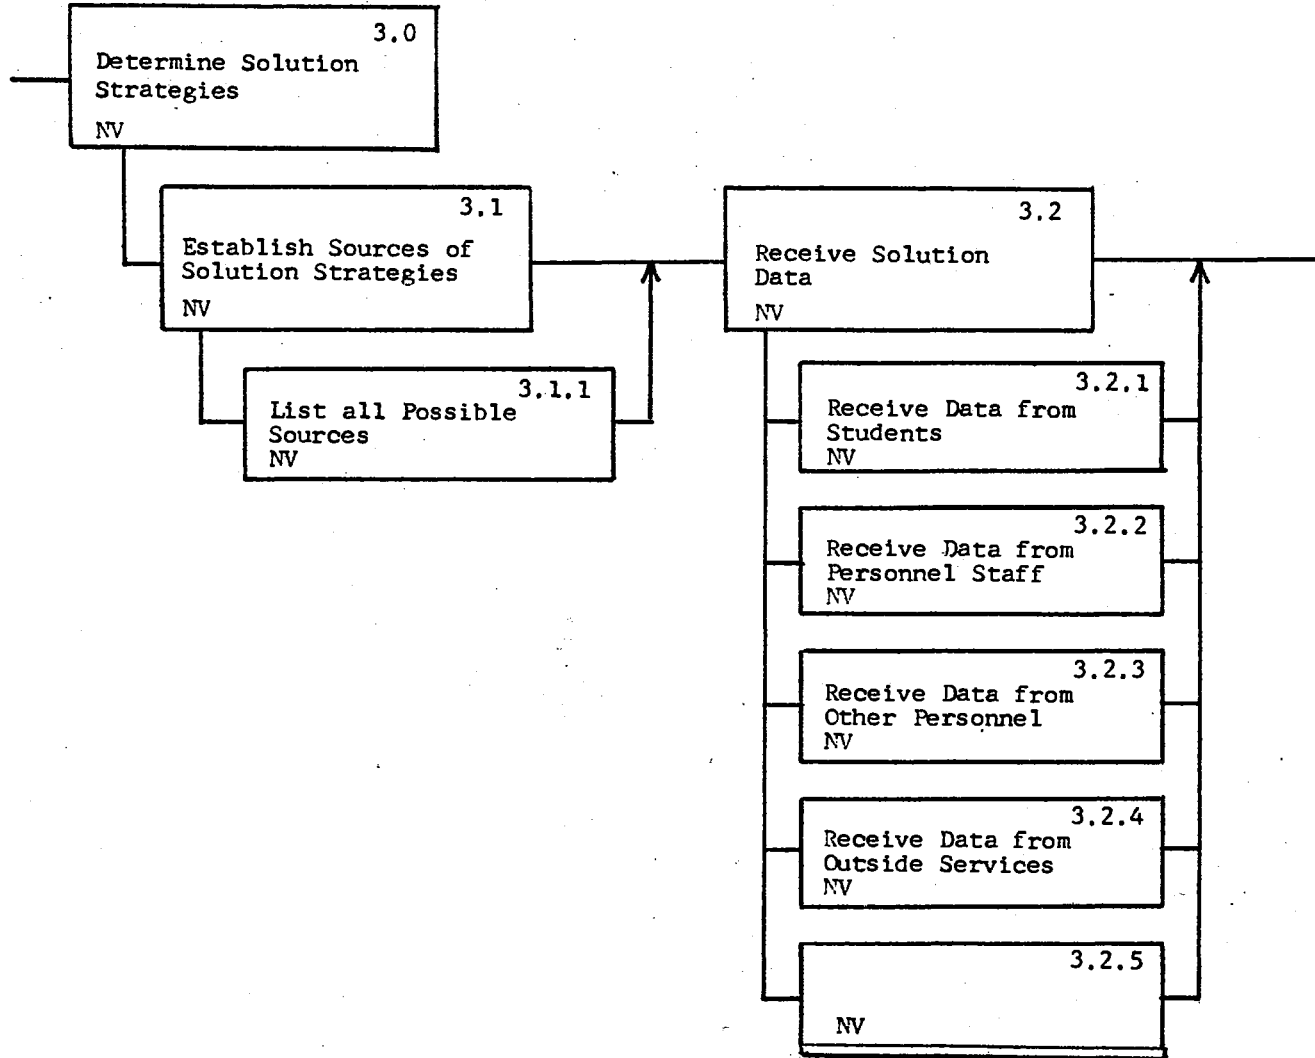 3.0
Determine Solution
Strategies
NV
3.1
Establish Sources of
Solution Strategies
NV
3.1.1
List all Possible
Sources
NV
3.2
Receive Solution
Data
NV
3.2.1
Receive Data from
Students
NV
3.2.2
Receive Data from
Personnel Staff
NV
3.2.3
Receive Data from
Other Personnel
NV
3.2.4
Receive Data from
Outside Services
NV
3.2.5
NV